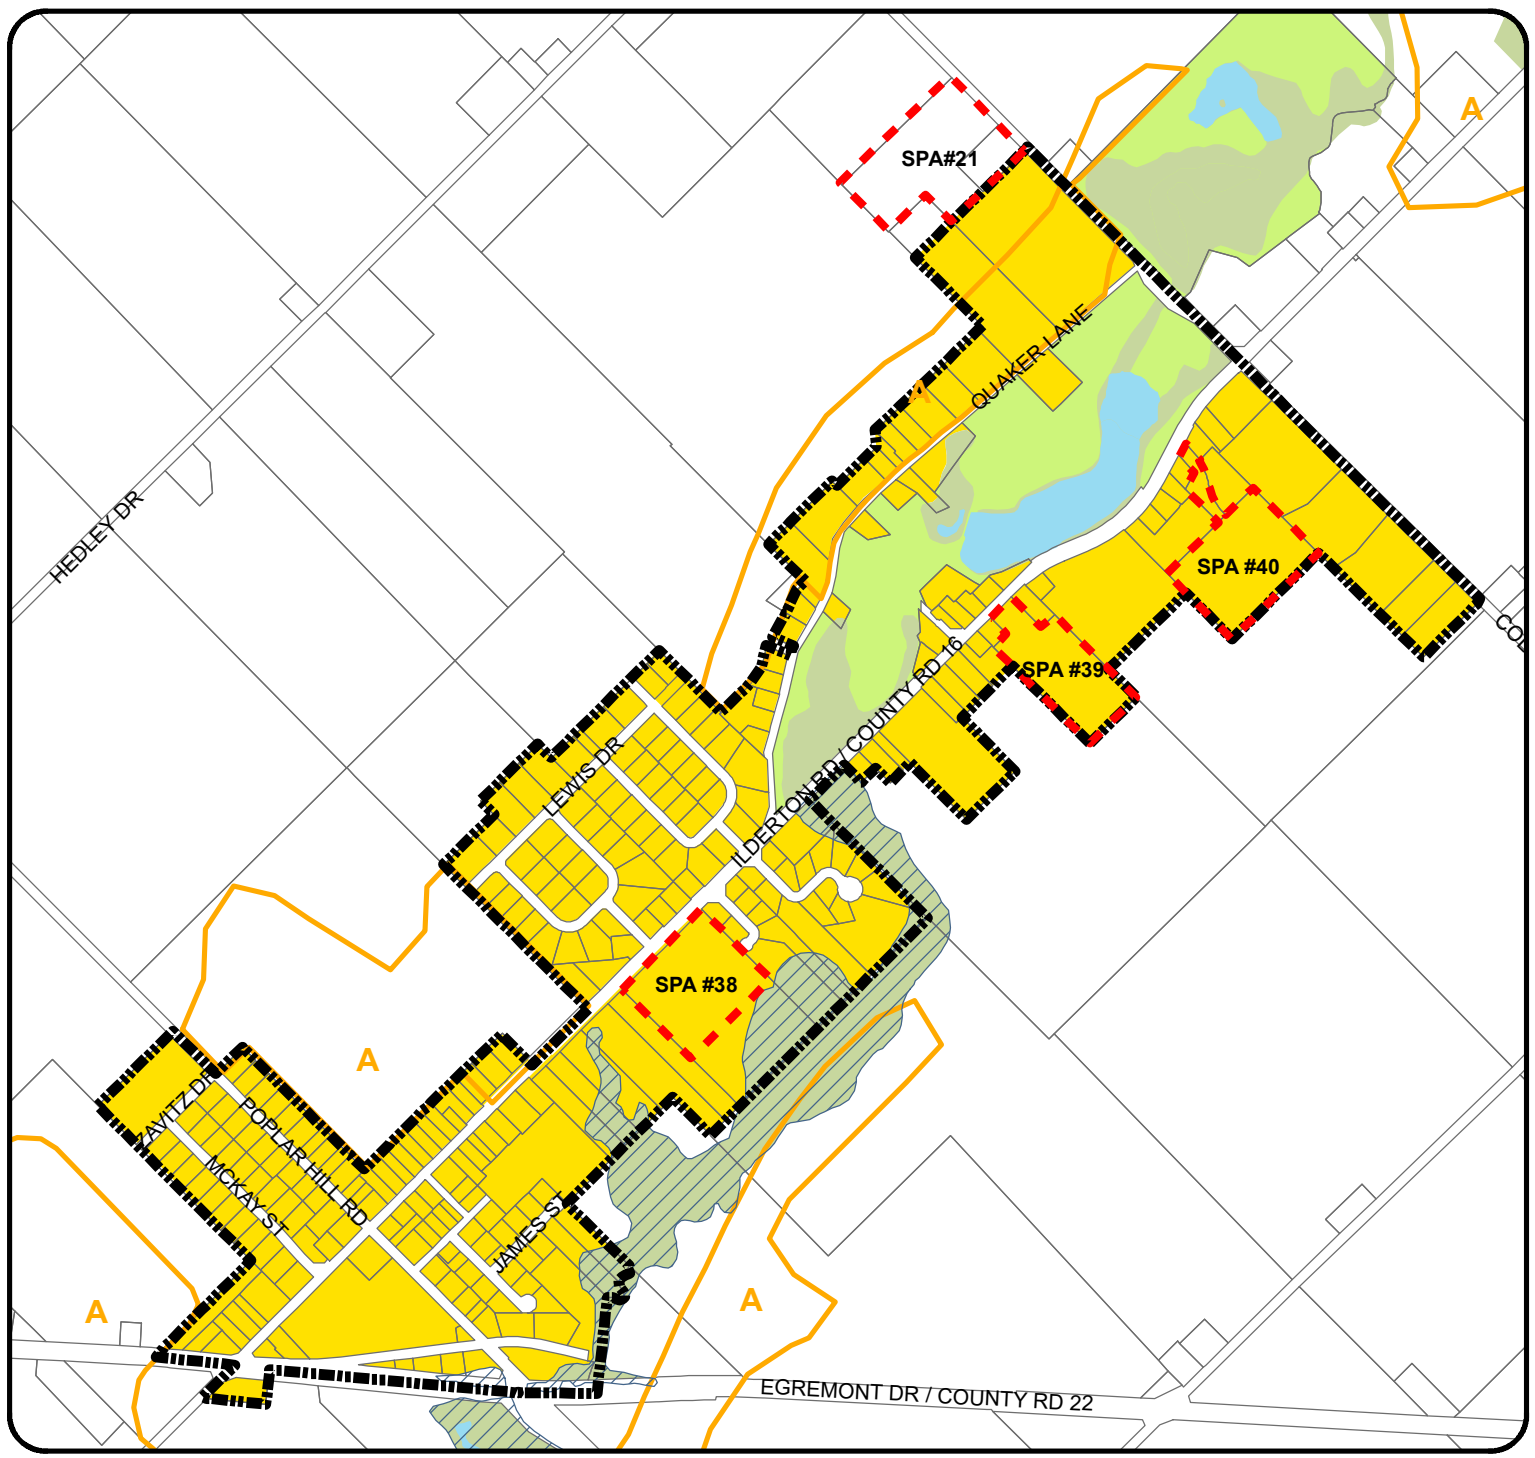 A
SPA#21
QUAKER LANE
A
HEDLEY DR
SPA #40
SPA #39
ILDERTON RD / COUNTY RD 16
LEWIS DR
SPA #38
A
ZAVITZ DR
POPLAR HILL RD
MCKAY ST
JAMES ST
A
A
EGREMONT DR / COUNTY RD 22